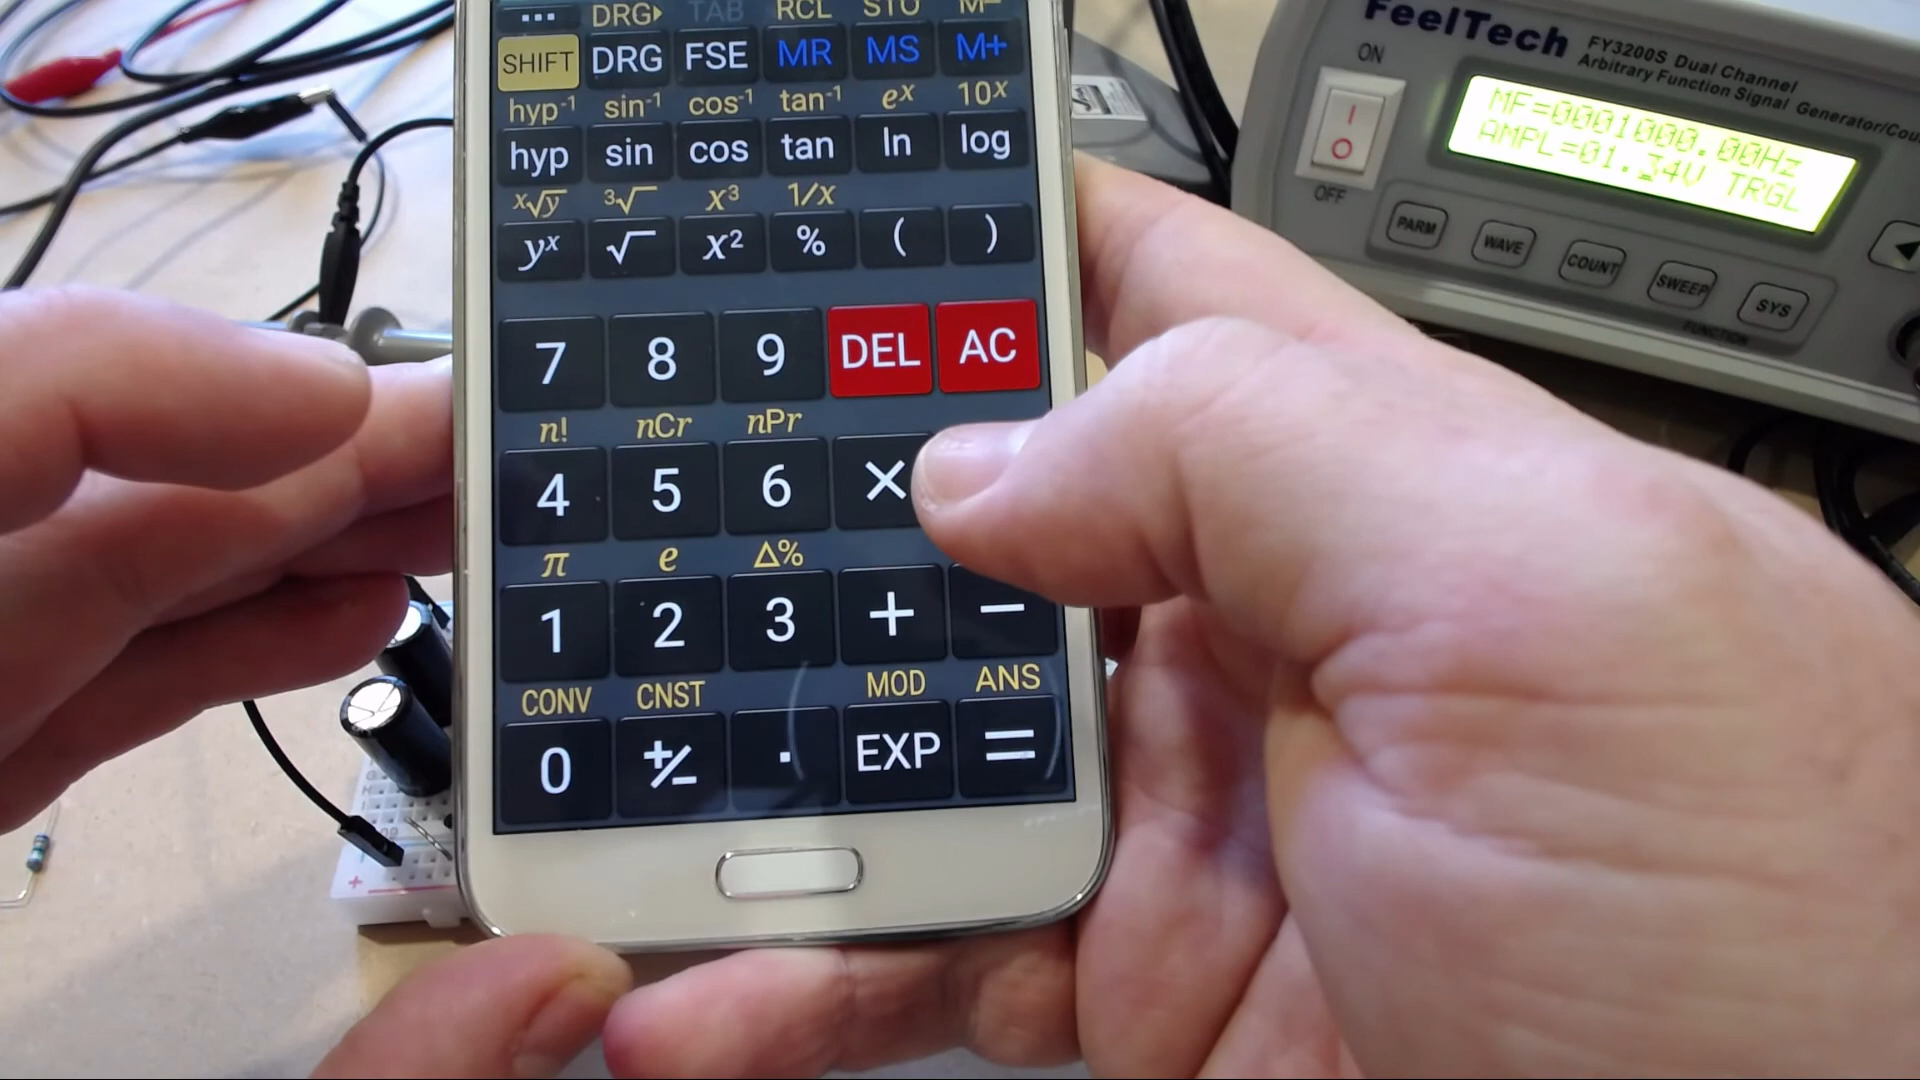 ... DRG▸ TAB RCL STO M−
SHIFT DRG FSE MR MS M+
hyp⁻¹ sin⁻¹ cos⁻¹ tan⁻¹ eˣ 10ˣ
hyp sin cos tan ln log
ˣ√y ³√ x³ 1/x
yˣ √ x² % ( )
7 8 9 DEL AC
n! nCr nPr
4 5 6 ×
π e Δ%
1 2 3 + −
CONV CNST MOD ANS
0 +/− . EXP =
FeelTech FY3200S Dual Channel
Arbitrary Function Signal Generator/Cou
ON
I
O
OFF
MF=0001000.00Hz
AMPL=01.34V TRGL
PARM WAVE COUNT SWEEP SYS
FUNCTION
+